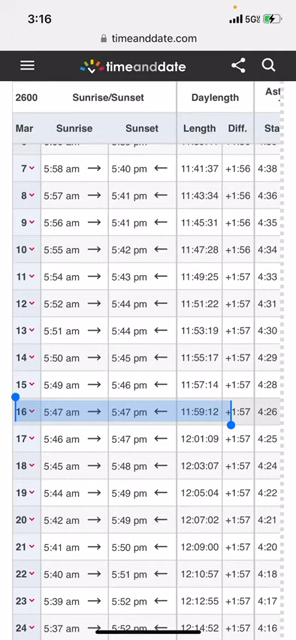 3:16
5G
timeanddate.com
timeanddate
2600 Sunrise/Sunset Daylength Ast
Mar Sunrise Sunset Length Diff. Sta
7 5:58 am → 5:40 pm ← 11:41:37 +1:56 4:38
8 5:57 am → 5:41 pm ← 11:43:34 +1:56 4:36
9 5:56 am → 5:41 pm ← 11:45:31 +1:56 4:35
10 5:55 am → 5:42 pm ← 11:47:28 +1:56 4:34
11 5:54 am → 5:43 pm ← 11:49:25 +1:57 4:33
12 5:52 am → 5:44 pm ← 11:51:22 +1:57 4:31
13 5:51 am → 5:44 pm ← 11:53:19 +1:57 4:30
14 5:50 am → 5:45 pm ← 11:55:17 +1:57 4:29
15 5:49 am → 5:46 pm ← 11:57:14 +1:57 4:28
16 5:47 am → 5:47 pm ← 11:59:12 +1:57 4:26
17 5:46 am → 5:47 pm ← 12:01:09 +1:57 4:25
18 5:45 am → 5:48 pm ← 12:03:07 +1:57 4:24
19 5:44 am → 5:49 pm ← 12:05:04 +1:57 4:22
20 5:42 am → 5:49 pm ← 12:07:02 +1:57 4:21
21 5:41 am → 5:50 pm ← 12:09:00 +1:57 4:20
22 5:40 am → 5:51 pm ← 12:10:57 +1:57 4:18
23 5:39 am → 5:52 pm ← 12:12:55 +1:57 4:17
24 5:37 am → 5:52 pm ← 12:14:52 +1:57 4:16